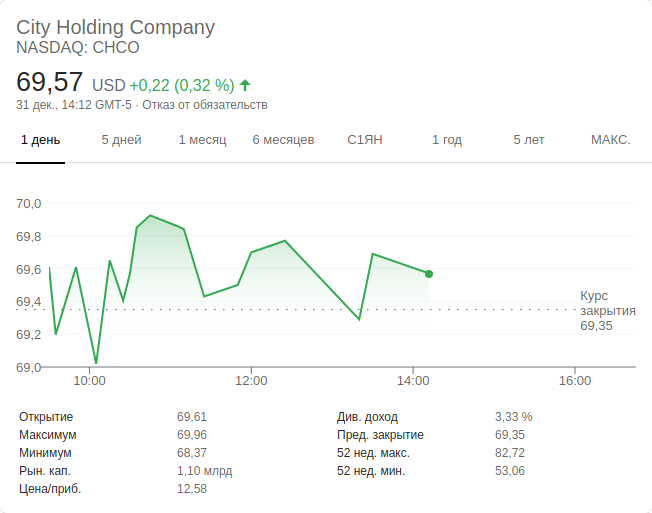 City Holding Company
NASDAQ: CHCO
69,57 USD +0,22 (0,32 %)
31 дек., 14:12 GMT-5 · Отказ от обязательств
1 день 5 дней 1 месяц 6 месяцев С1ЯН 1 год 5 лет МАКС.
70,0
69,8
69,6
69,4
69,2
69,0
Курс
закрытия
69,35
10:00 12:00 14:00 16:00
Открытие 69,61 Див. доход 3,33 %
Максимум 69,96 Пред. закрытие 69,35
Минимум 68,37 52 нед. макс. 82,72
Рын. кап. 1,10 млрд 52 нед. мин. 53,06
Цена/приб. 12,58